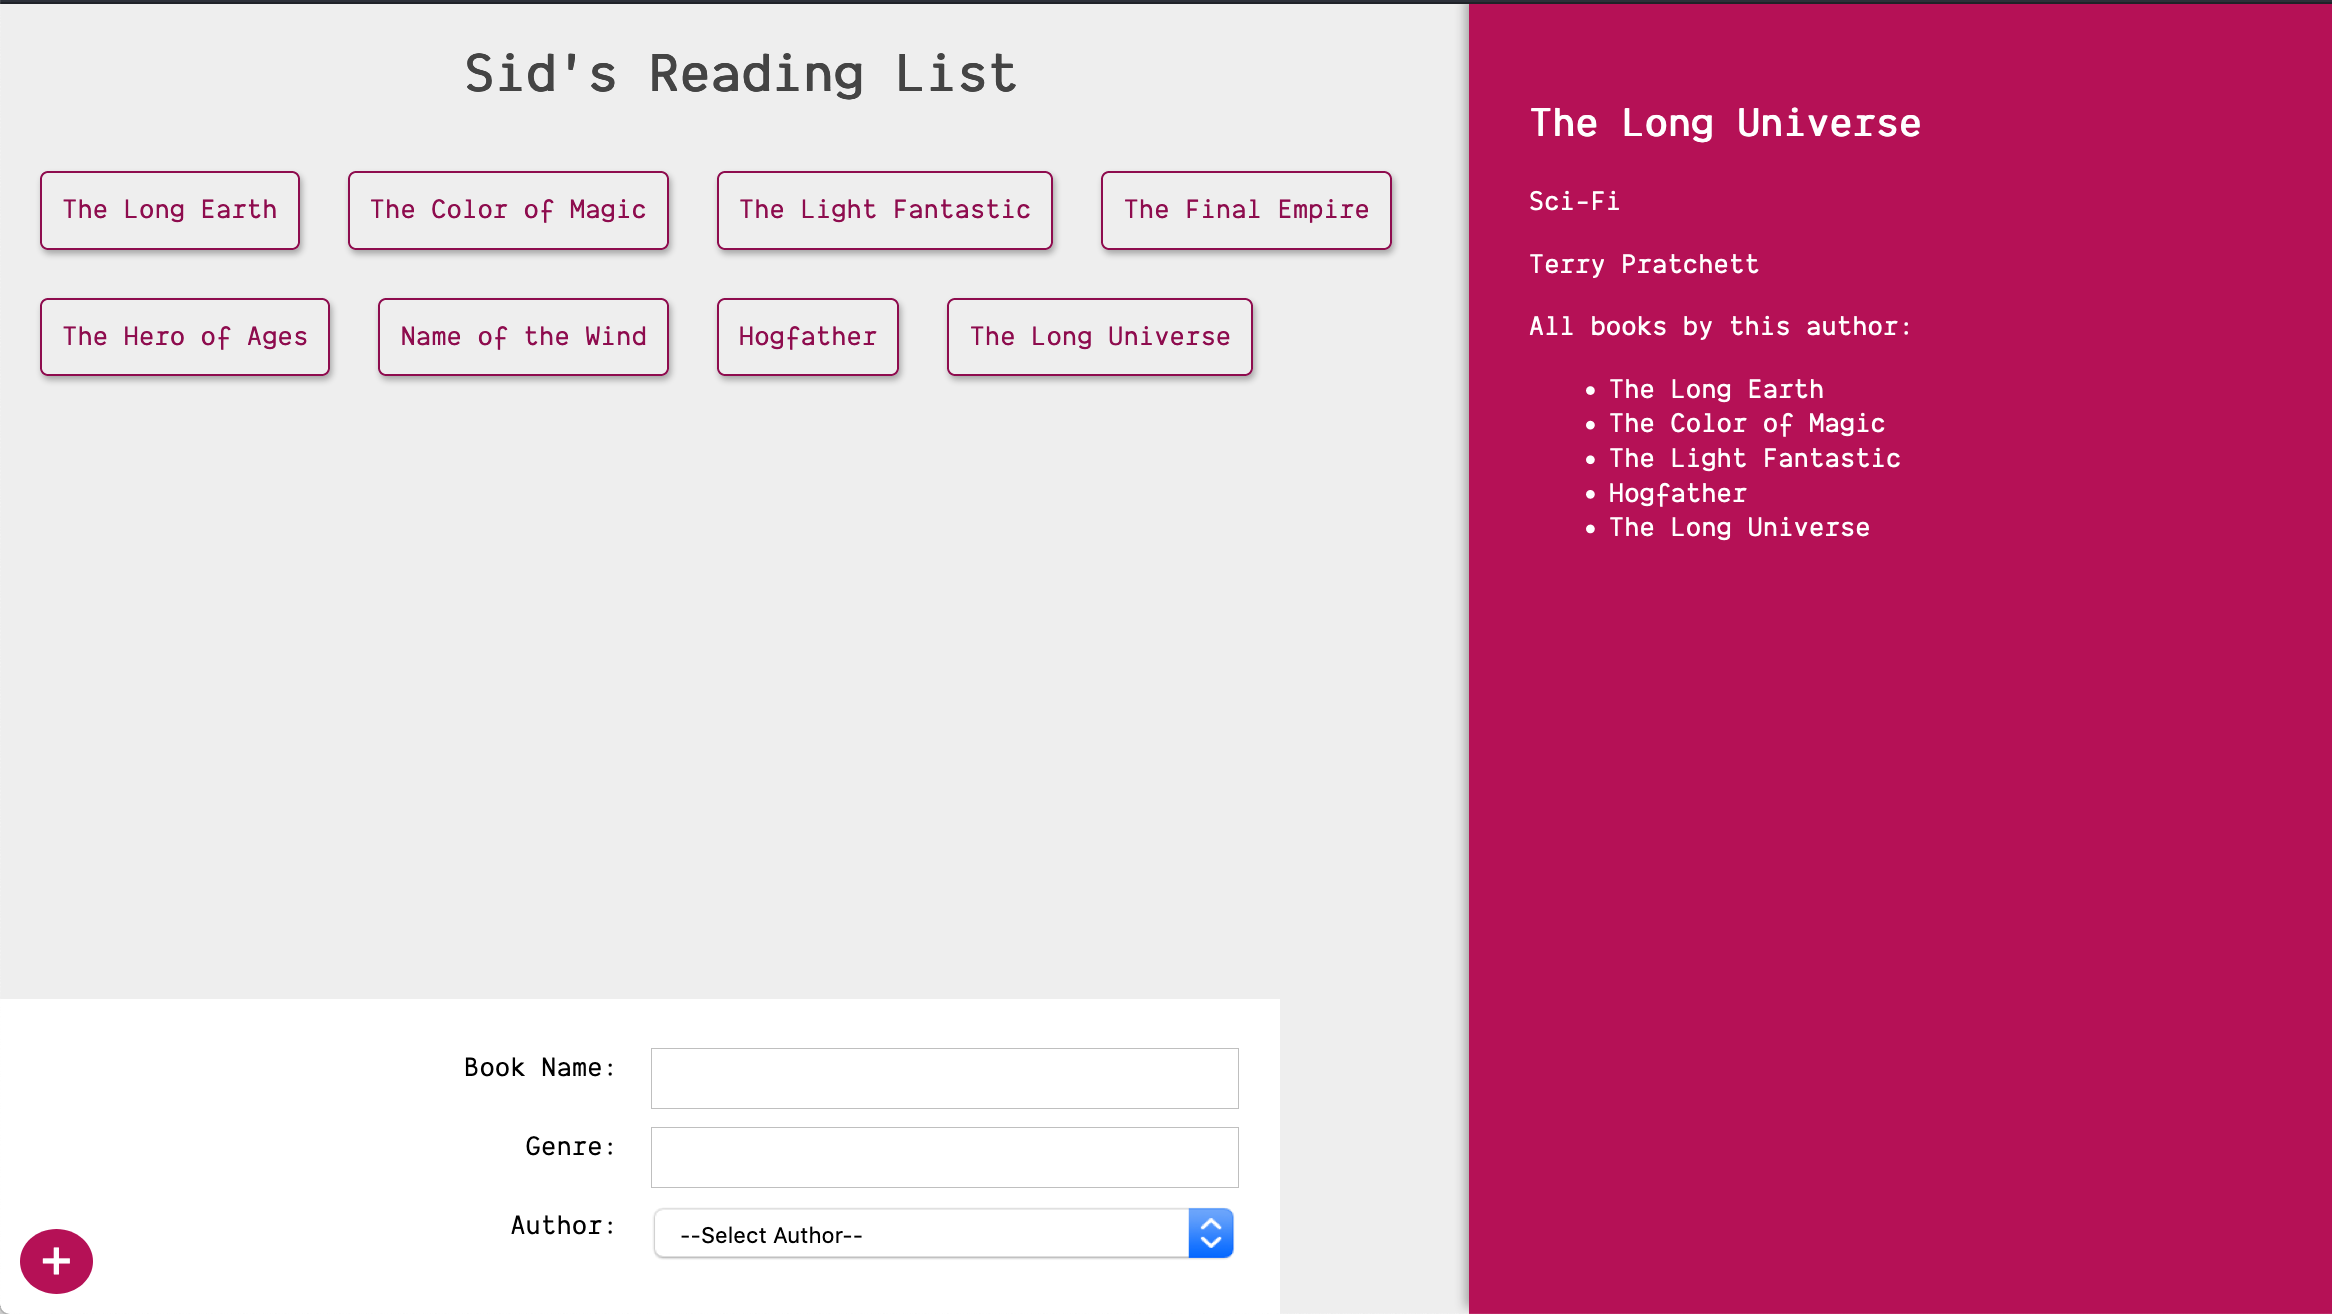 Sid's Reading List
The Long Earth
The Color of Magic
The Light Fantastic
The Final Empire
The Hero of Ages
Name of the Wind
Hogfather
The Long Universe
Book Name:
Genre:
Author:
--Select Author--
+
The Long Universe
Sci-Fi
Terry Pratchett
All books by this author:
• The Long Earth
• The Color of Magic
• The Light Fantastic
• Hogfather
• The Long Universe